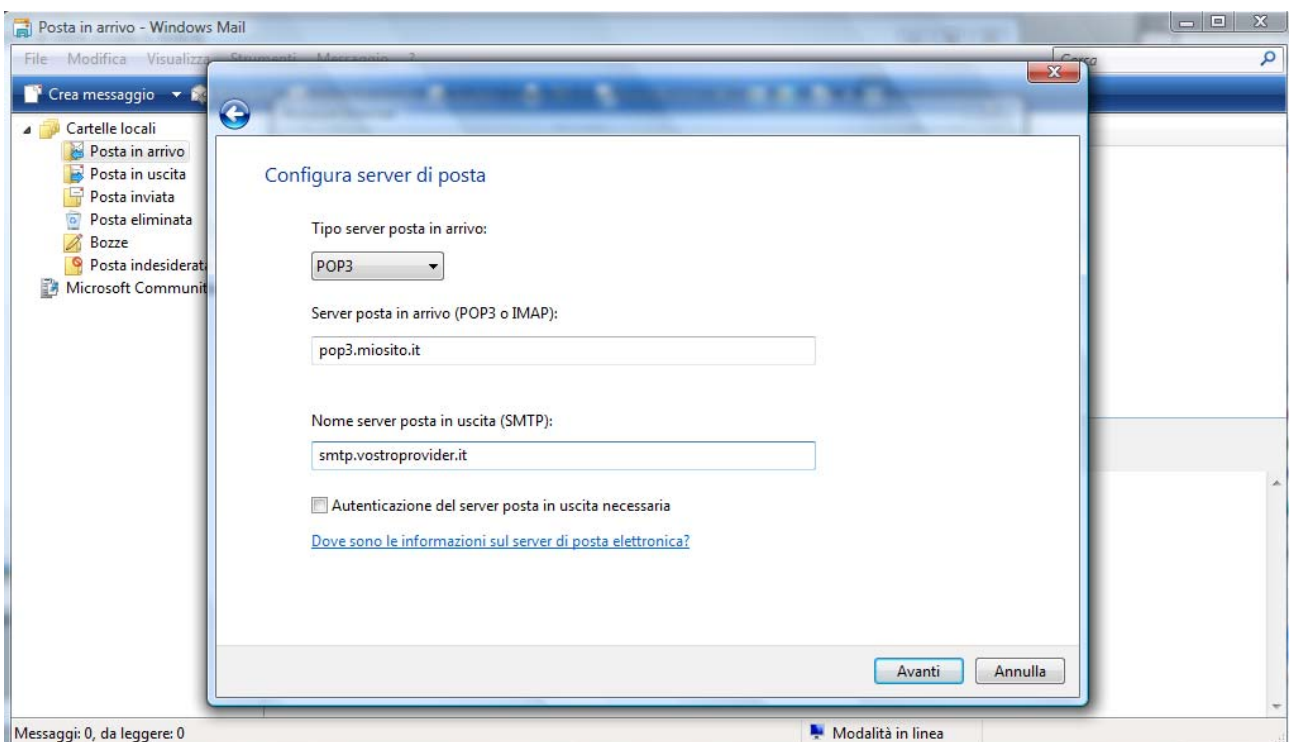 Posta in arrivo - Windows Mail
File Modifica Visualizza Strumenti Messaggio ?
Cerca
Crea messaggio
Cartelle locali
Posta in arrivo
Posta in uscita
Posta inviata
Posta eliminata
Bozze
Posta indesiderata
Microsoft Communit
Configura server di posta
Tipo server posta in arrivo:
POP3
Server posta in arrivo (POP3 o IMAP):
pop3.miosito.it
Nome server posta in uscita (SMTP):
smtp.vostroprovider.it
Autenticazione del server posta in uscita necessaria
Dove sono le informazioni sul server di posta elettronica?
Avanti
Annulla
Messaggi: 0, da leggere: 0
Modalità in linea